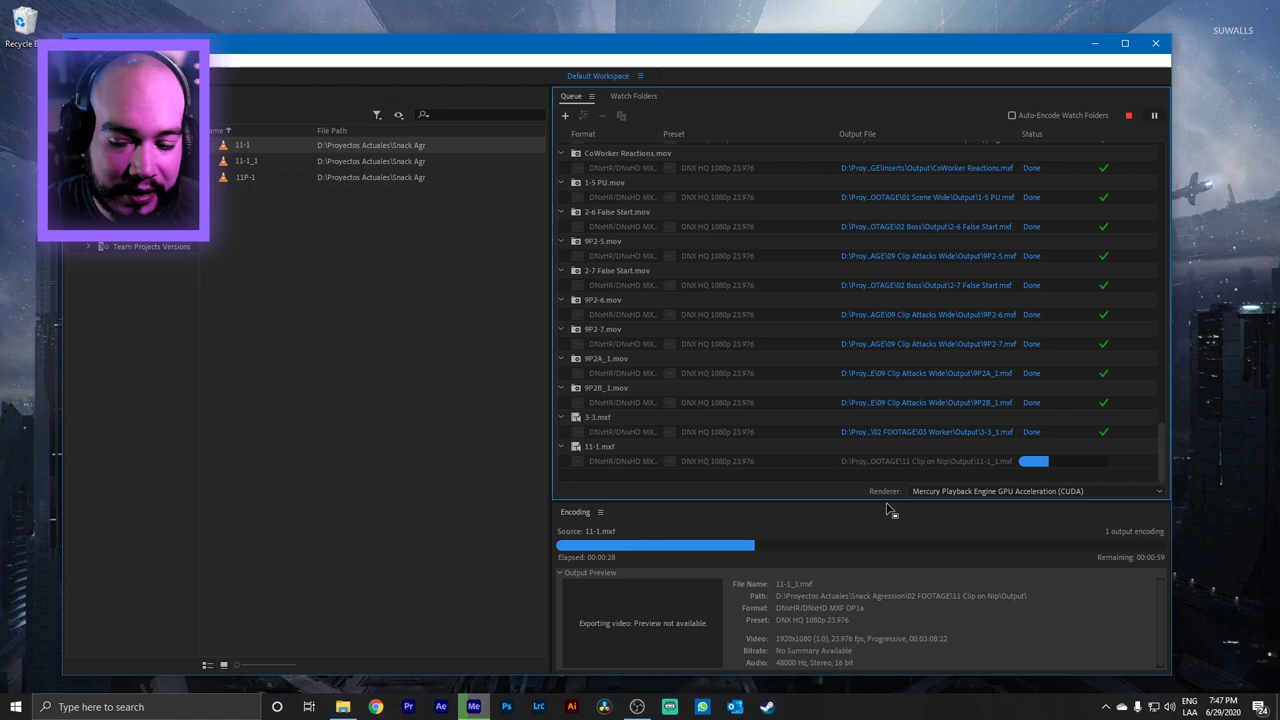 SUWALLS
Recycle
Default Workspace
Queue
Watch Folders
Auto-Encode Watch Folders
File Path
Format
Preset
Output File
Status
11-1
D:\Proyectos Actuales\Snack Agr
11-1_1
D:\Proyectos Actuales\Snack Agr
11P-1
D:\Proyectos Actuales\Snack Agr
Team Projects Versions
CoWorker Reactions.mov
DNxHR/DNxHD MX... DNX HQ 1080p 23.976 D:\Proy...GE\Inserts\Output\CoWorker Reactions.mxf Done
1-5 PU.mov
DNxHR/DNxHD MX... DNX HQ 1080p 23.976 D:\Proy...OOTAGE\01 Scene Wide\Output\1-5 PU.mxf Done
2-6 False Start.mov
DNxHR/DNxHD MX... DNX HQ 1080p 23.976 D:\Proy...OTAGE\02 Boss\Output\2-6 False Start.mxf Done
9P2-5.mov
DNxHR/DNxHD MX... DNX HQ 1080p 23.976 D:\Proy...AGE\09 Clip Attacks Wide\Output\9P2-5.mxf Done
2-7 False Start.mov
DNxHR/DNxHD MX... DNX HQ 1080p 23.976 D:\Proy...OTAGE\02 Boss\Output\2-7 False Start.mxf Done
9P2-6.mov
DNxHR/DNxHD MX... DNX HQ 1080p 23.976 D:\Proy...AGE\09 Clip Attacks Wide\Output\9P2-6.mxf Done
9P2-7.mov
DNxHR/DNxHD MX... DNX HQ 1080p 23.976 D:\Proy...AGE\09 Clip Attacks Wide\Output\9P2-7.mxf Done
9P2A_1.mov
DNxHR/DNxHD MX... DNX HQ 1080p 23.976 D:\Proy...E\09 Clip Attacks Wide\Output\9P2A_1.mxf Done
9P2B_1.mov
DNxHR/DNxHD MX... DNX HQ 1080p 23.976 D:\Proy...E\09 Clip Attacks Wide\Output\9P2B_1.mxf Done
3-3.mxf
DNxHR/DNxHD MX... DNX HQ 1080p 23.976 D:\Proy...\02 FOOTAGE\03 Worker\Output\3-3_1.mxf Done
11-1.mxf
DNxHR/DNxHD MX... DNX HQ 1080p 23.976 D:\Proy...OOTAGE\11 Clip on Nip\Output\11-1_1.mxf
Renderer: Mercury Playback Engine GPU Acceleration (CUDA)
Encoding
Source: 11-1.mxf 1 output encoding
Elapsed: 00:00:28 Remaining: 00:00:59
Output Preview
Exporting video: Preview not available.
File Name: 11-1_1.mxf
Path: D:\Proyectos Actuales\Snack Agression\02 FOOTAGE\11 Clip on Nip\Output\
Format: DNxHR/DNxHD MXF OP1a
Preset: DNX HQ 1080p 23.976
Video: 1920x1080 (1.0), 23.976 fps, Progressive, 00:03:08:22
Bitrate: No Summary Available
Audio: 48000 Hz, Stereo, 16 bit
Type here to search
Pr Ae Me Ps Lrc Ai
ENG 7:47 PM
LAA 6/29/2020
24